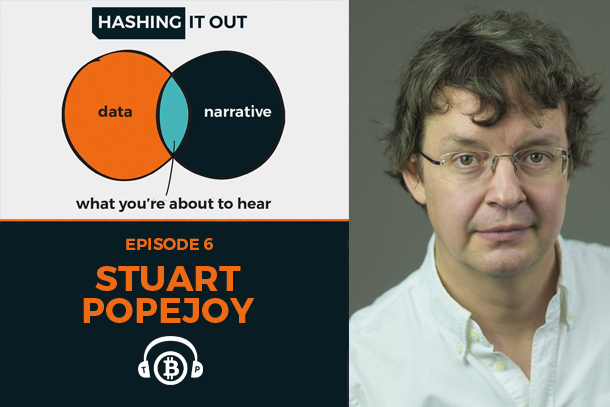 HASHING IT OUT
data
narrative
what you're about to hear
EPISODE 6
STUART
POPEJOY
T B P